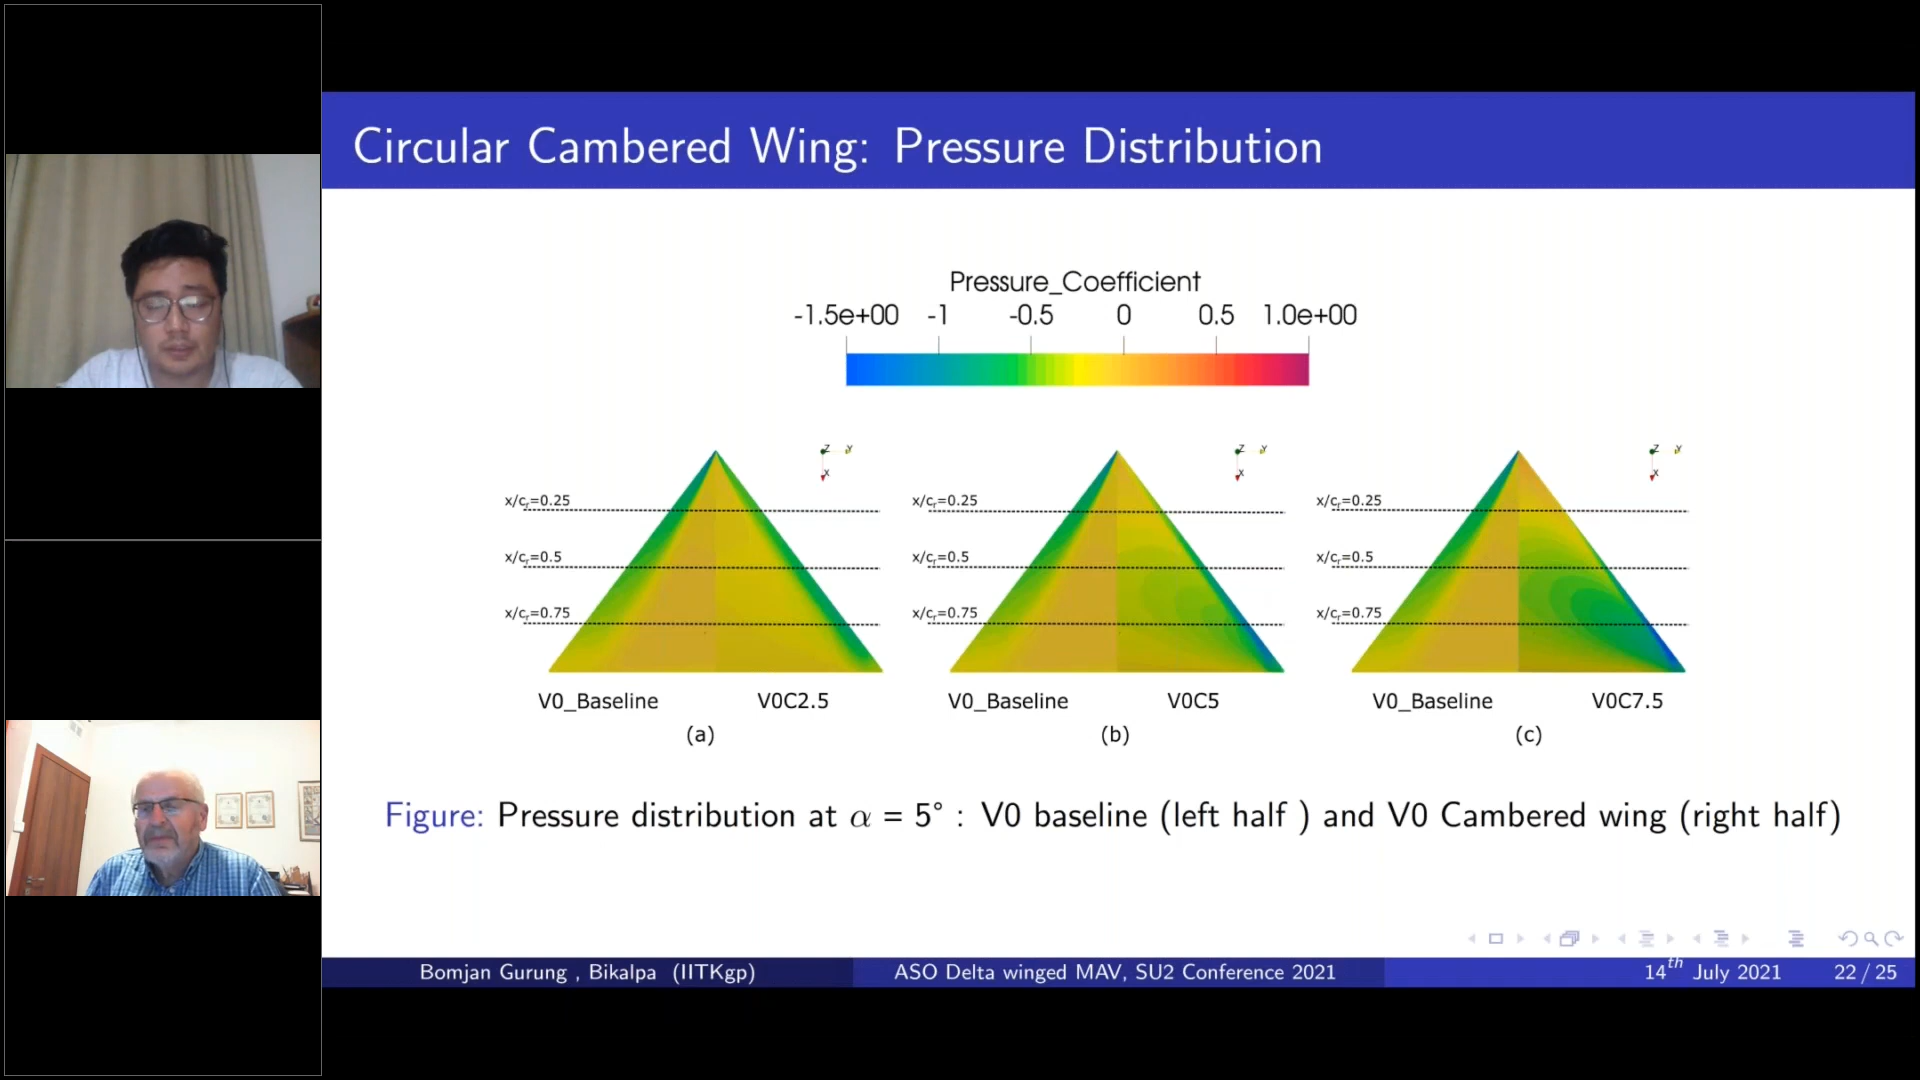 Circular Cambered Wing: Pressure Distribution
Pressure_Coefficient
-1.5e+00 -1 -0.5 0 0.5 1.0e+00
Z Y X
x/cr=0.25
x/cr=0.5
x/cr=0.75
V0_Baseline V0C2.5
(a)
Z Y X
x/cr=0.25
x/cr=0.5
x/cr=0.75
V0_Baseline V0C5
(b)
Z Y X
x/cr=0.25
x/cr=0.5
x/cr=0.75
V0_Baseline V0C7.5
(c)
Figure: Pressure distribution at α = 5° : V0 baseline (left half ) and V0 Cambered wing (right half)
Bomjan Gurung , Bikalpa (IITKgp) ASO Delta winged MAV, SU2 Conference 2021 14th July 2021 22 / 25